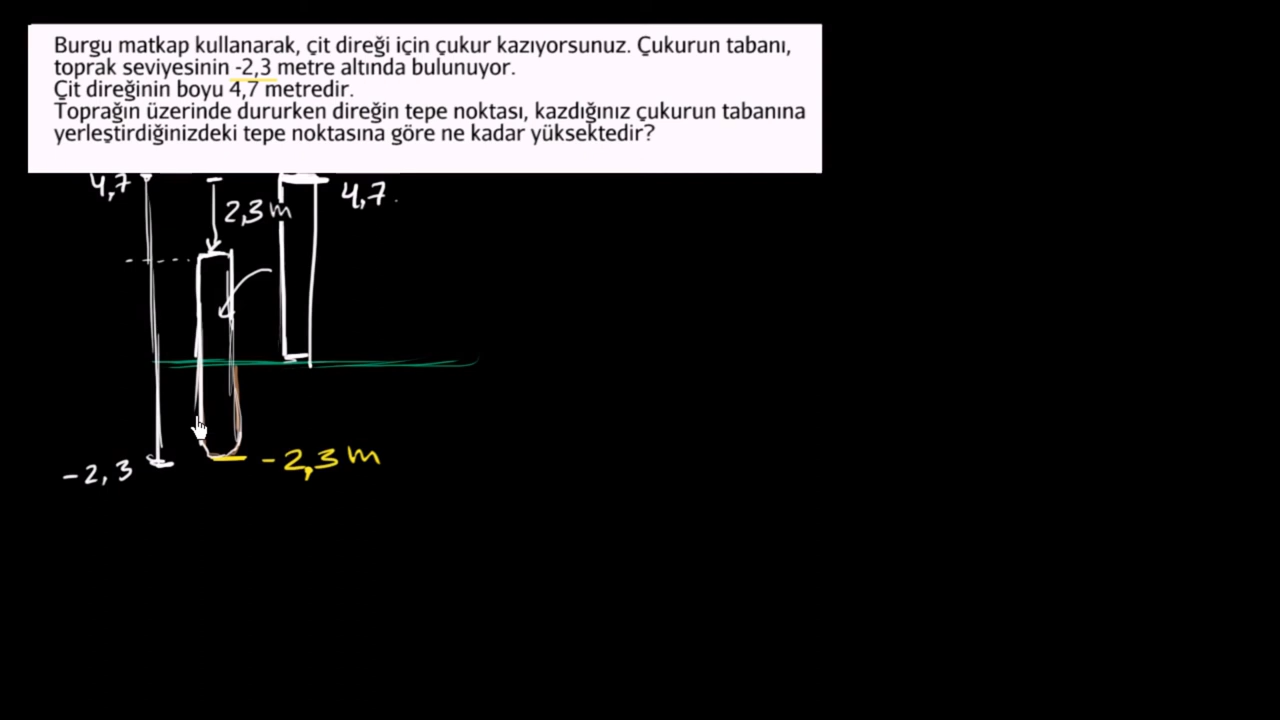 Burgu matkap kullanarak, çit direği için çukur kazıyorsunuz. Çukurun tabanı,
toprak seviyesinin -2,3 metre altında bulunuyor.
Çit direğinin boyu 4,7 metredir.
Toprağın üzerinde dururken direğin tepe noktası, kazdığınız çukurun tabanına
yerleştirdiğinizdeki tepe noktasına göre ne kadar yüksektedir?
4,7
2,3 m
4,7
-2,3
-2,3 m